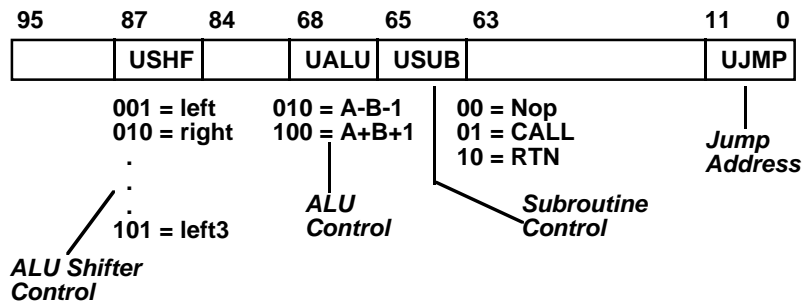 95 87 84 68 65 63 11 0
USHF UALU USUB UJMP
001 = left 010 = A-B-1 00 = Nop
010 = right 100 = A+B+1 01 = CALL
. 10 = RTN
.
.
101 = left3
Jump
Address
ALU
Control
Subroutine
Control
ALU Shifter
Control